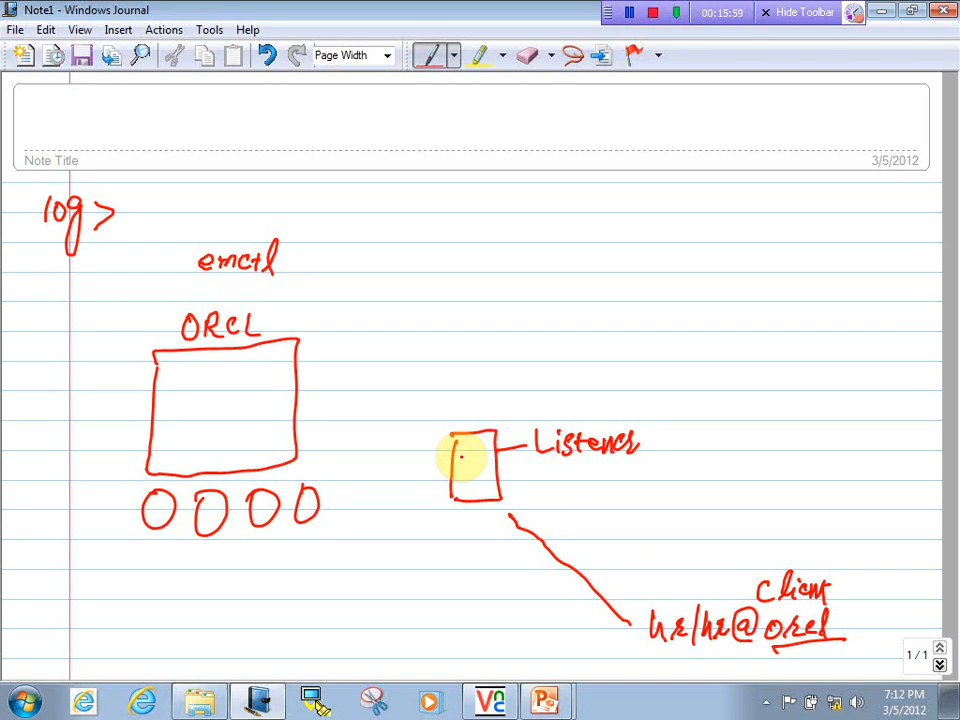 Note1 - Windows Journal
00:15:59
Hide Toolbar
File Edit View Insert Actions Tools Help
Page Width
Note Title
3/5/2012
log >
emctl
ORCL
Listener
Client
hr/hr@orcl
1 / 1
7:12 PM
3/5/2012